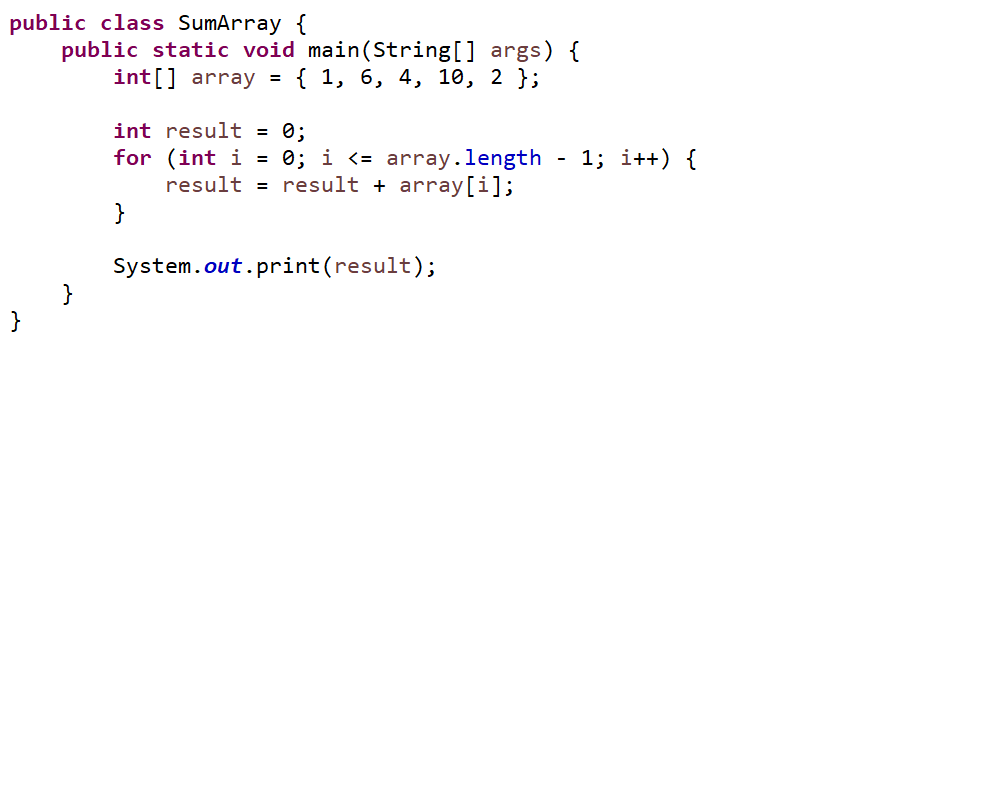 public class SumArray {
    public static void main(String[] args) {
        int[] array = { 1, 6, 4, 10, 2 };

        int result = 0;
        for (int i = 0; i <= array.length - 1; i++) {
            result = result + array[i];
        }

        System.out.print(result);
    }
}